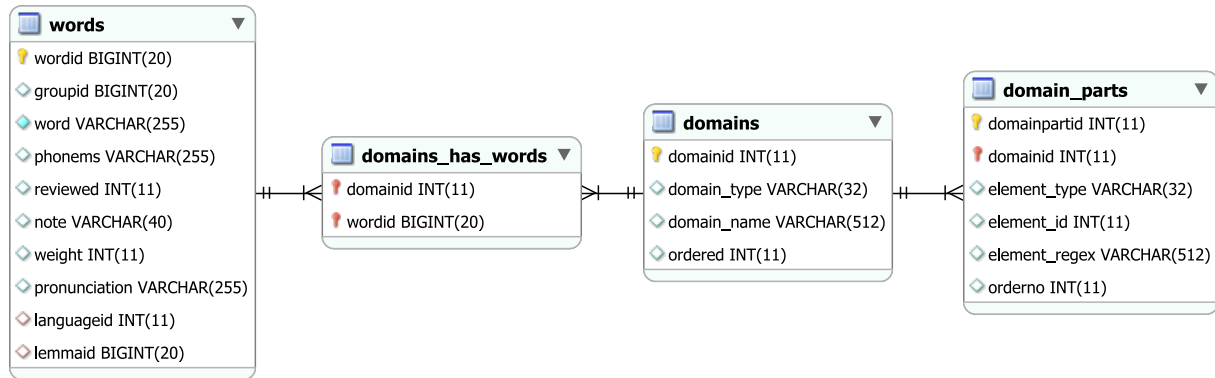 words
wordid BIGINT(20)
groupid BIGINT(20)
word VARCHAR(255)
phonems VARCHAR(255)
reviewed INT(11)
note VARCHAR(40)
weight INT(11)
pronunciation VARCHAR(255)
languageid INT(11)
lemmaid BIGINT(20)
domains_has_words
domainid INT(11)
wordid BIGINT(20)
domains
domainid INT(11)
domain_type VARCHAR(32)
domain_name VARCHAR(512)
ordered INT(11)
domain_parts
domainpartid INT(11)
domainid INT(11)
element_type VARCHAR(32)
element_id INT(11)
element_regex VARCHAR(512)
orderno INT(11)